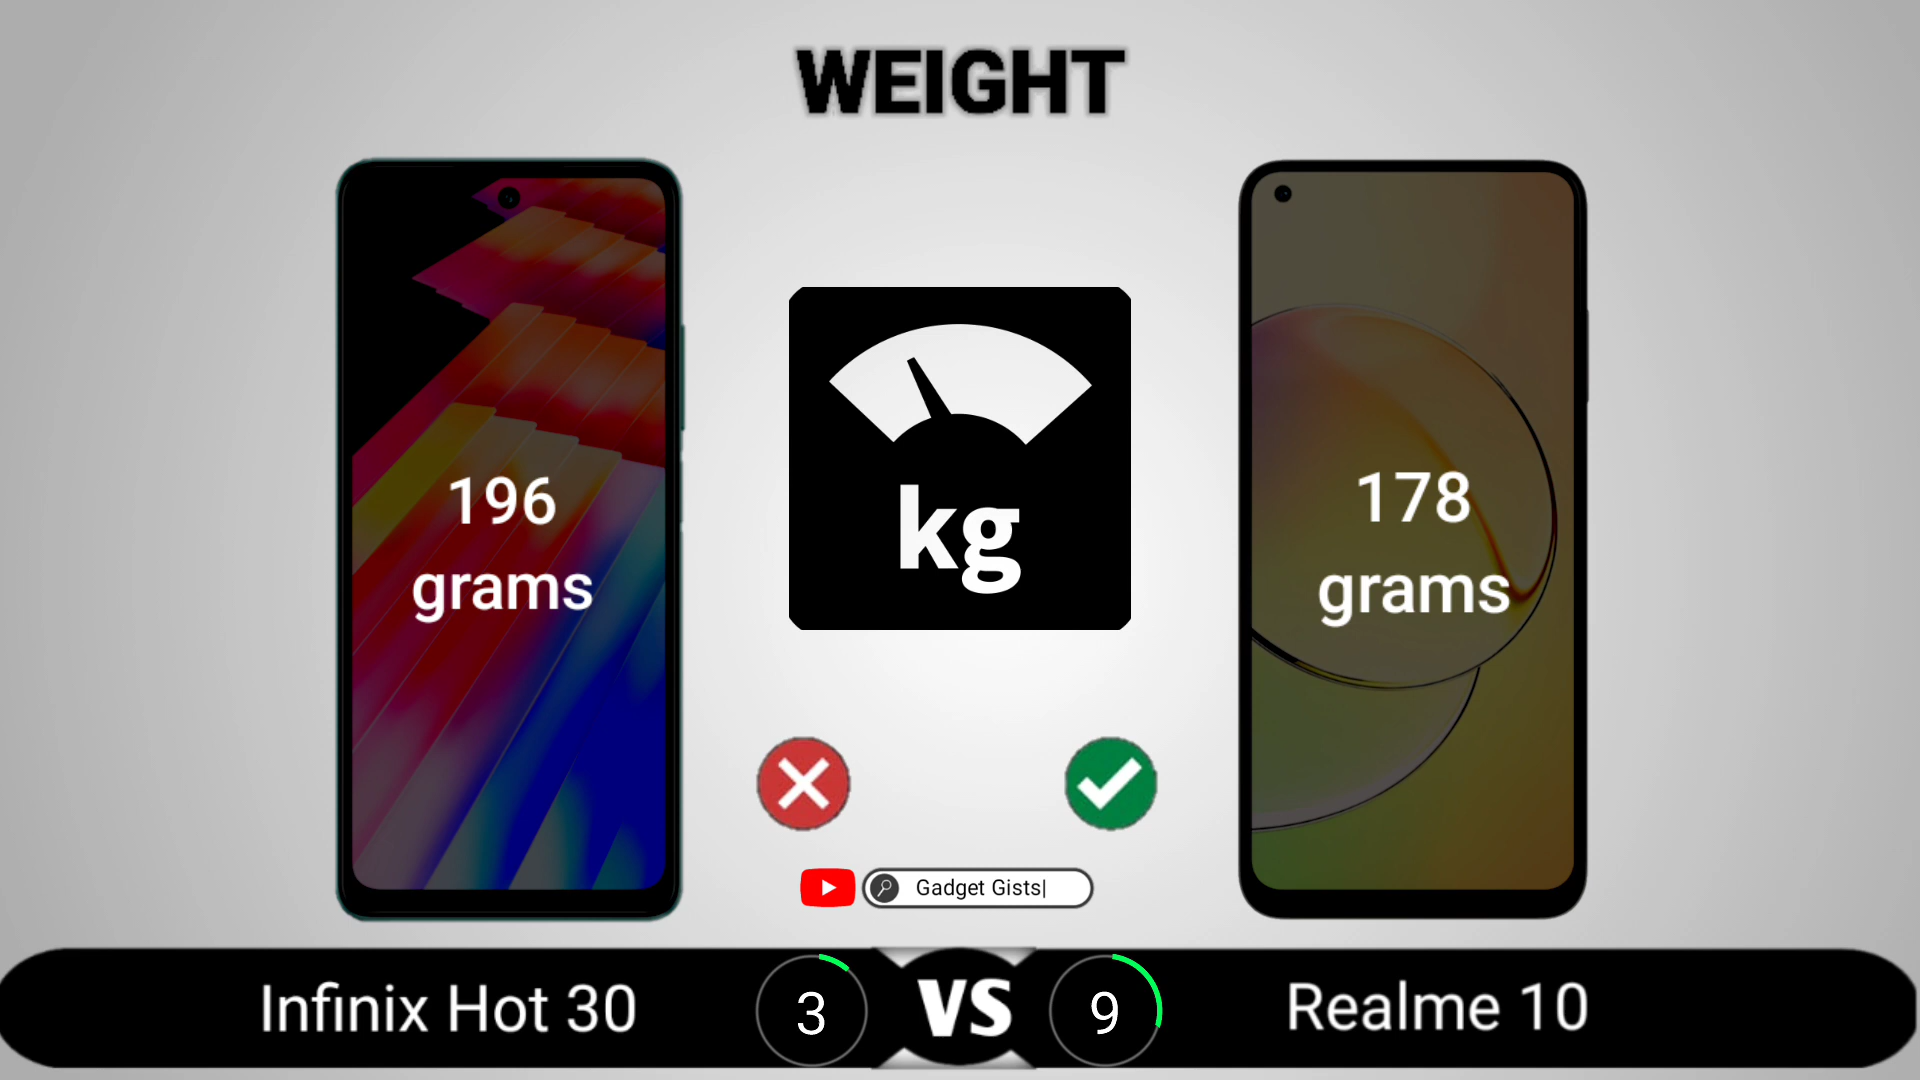 WEIGHT
196
grams
kg
178
grams
Gadget Gists|
Infinix Hot 30
3
VS
9
Realme 10